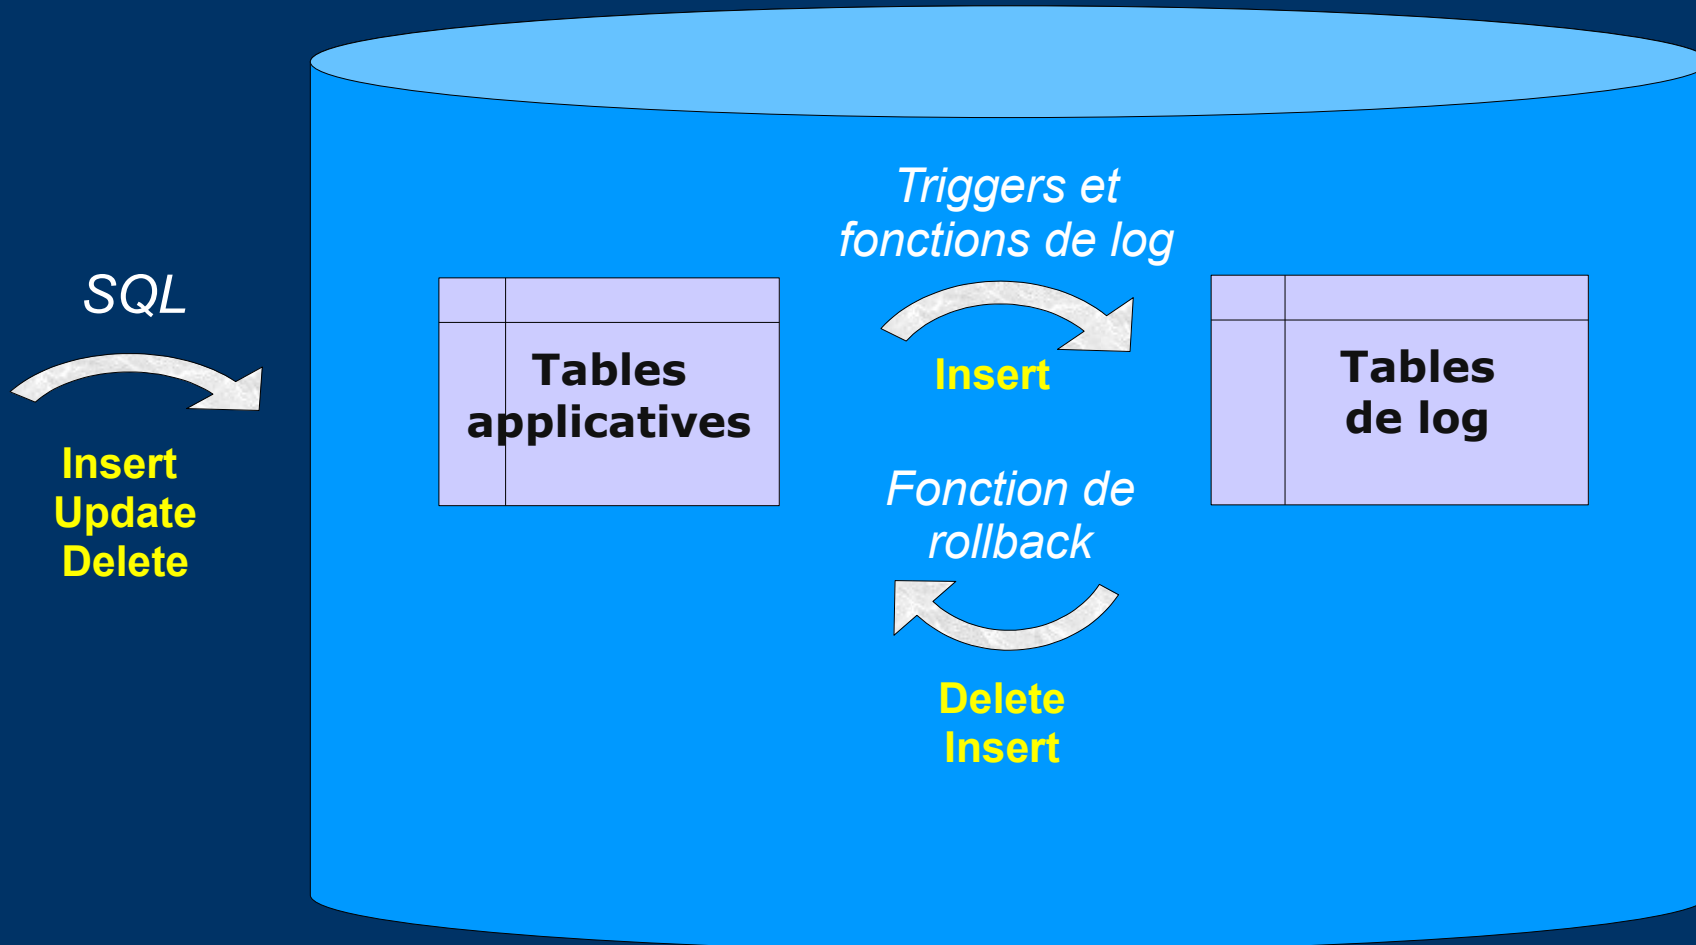 SQL
Insert
Update
Delete
Tables
applicatives
Triggers et
fonctions de log
Insert
Fonction de
rollback
Delete
Insert
Tables
de log